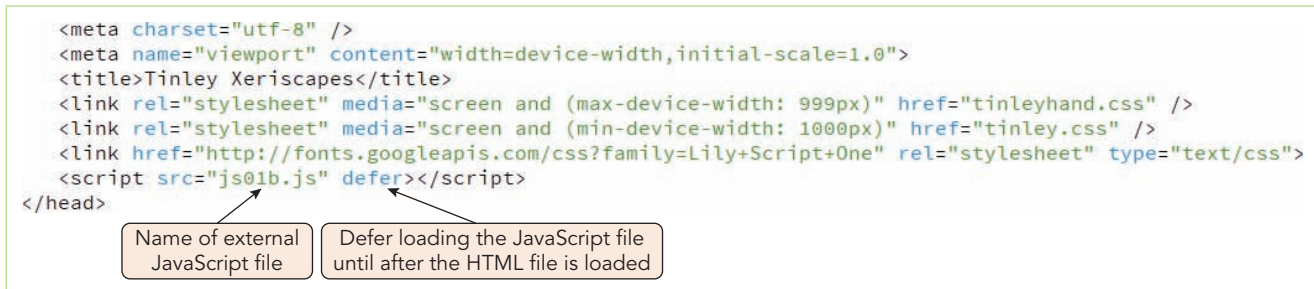 <meta charset="utf-8" />
<meta name="viewport" content="width=device-width,initial-scale=1.0">
<title>Tinley Xeriscapes</title>
<link rel="stylesheet" media="screen and (max-device-width: 999px)" href="tinleyhand.css" />
<link rel="stylesheet" media="screen and (min-device-width: 1000px)" href="tinley.css" />
<link href="http://fonts.googleapis.com/css?family=Lily+Script+One" rel="stylesheet" type="text/css">
<script src="js01b.js" defer></script>
</head>
Name of external
JavaScript file
Defer loading the JavaScript file
until after the HTML file is loaded